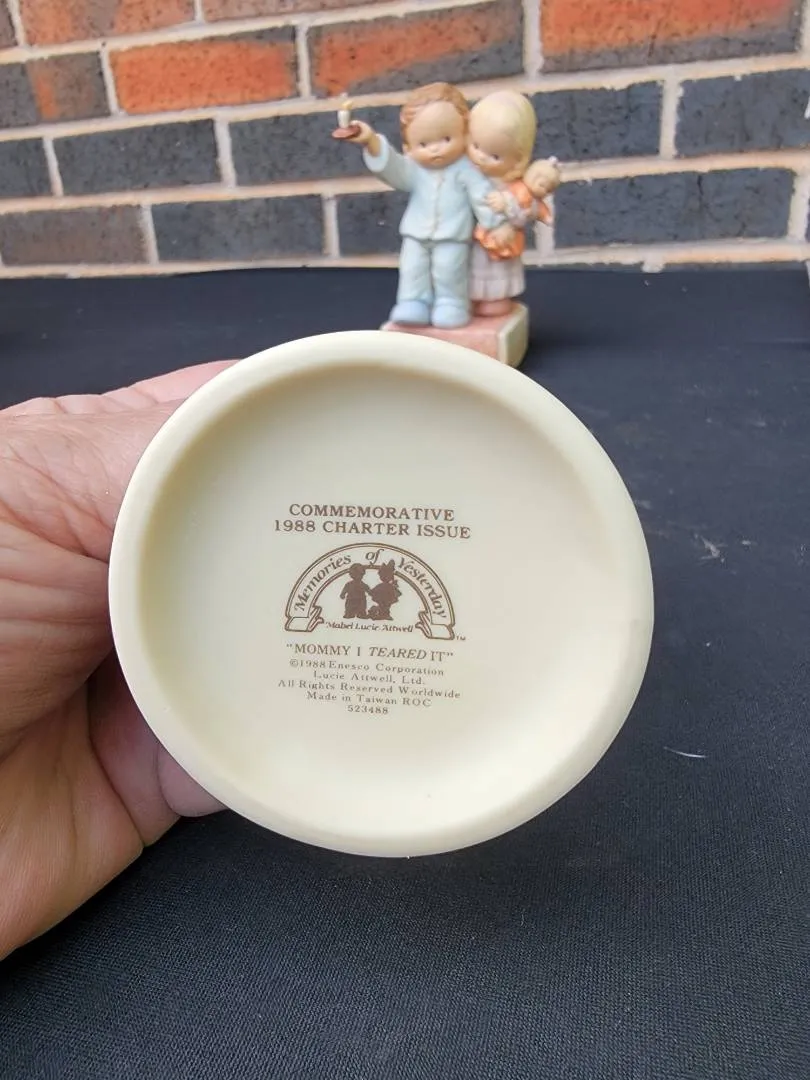 COMMEMORATIVE
1988 CHARTER ISSUE
Memories of Yesterday
Mabel Lucie Attwell TM
"MOMMY I TEARED IT"
©1988 Enesco Corporation
Lucie Attwell, Ltd.
All Rights Reserved Worldwide
Made in Taiwan ROC
523488